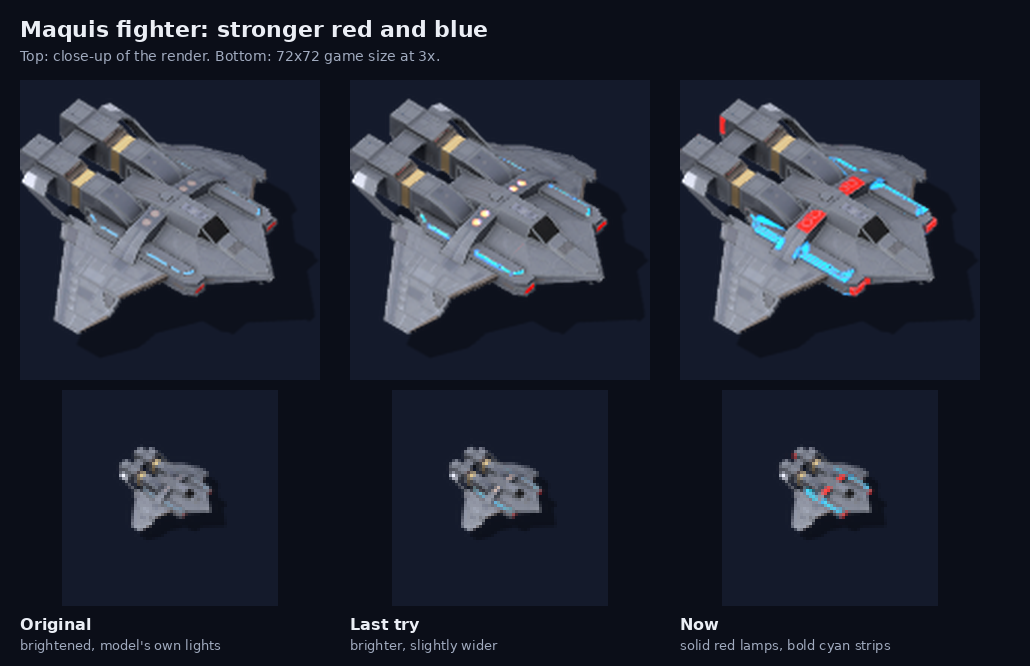 Maquis fighter: stronger red and blue
Top: close-up of the render. Bottom: 72x72 game size at 3x.
Original
brightened, model's own lights
Last try
brighter, slightly wider
Now
solid red lamps, bold cyan strips